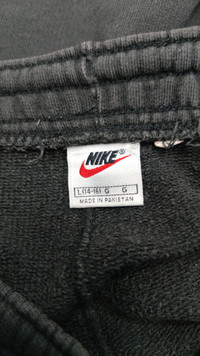 NIKE®
L(14-16) G G
MADE IN PAKISTAN